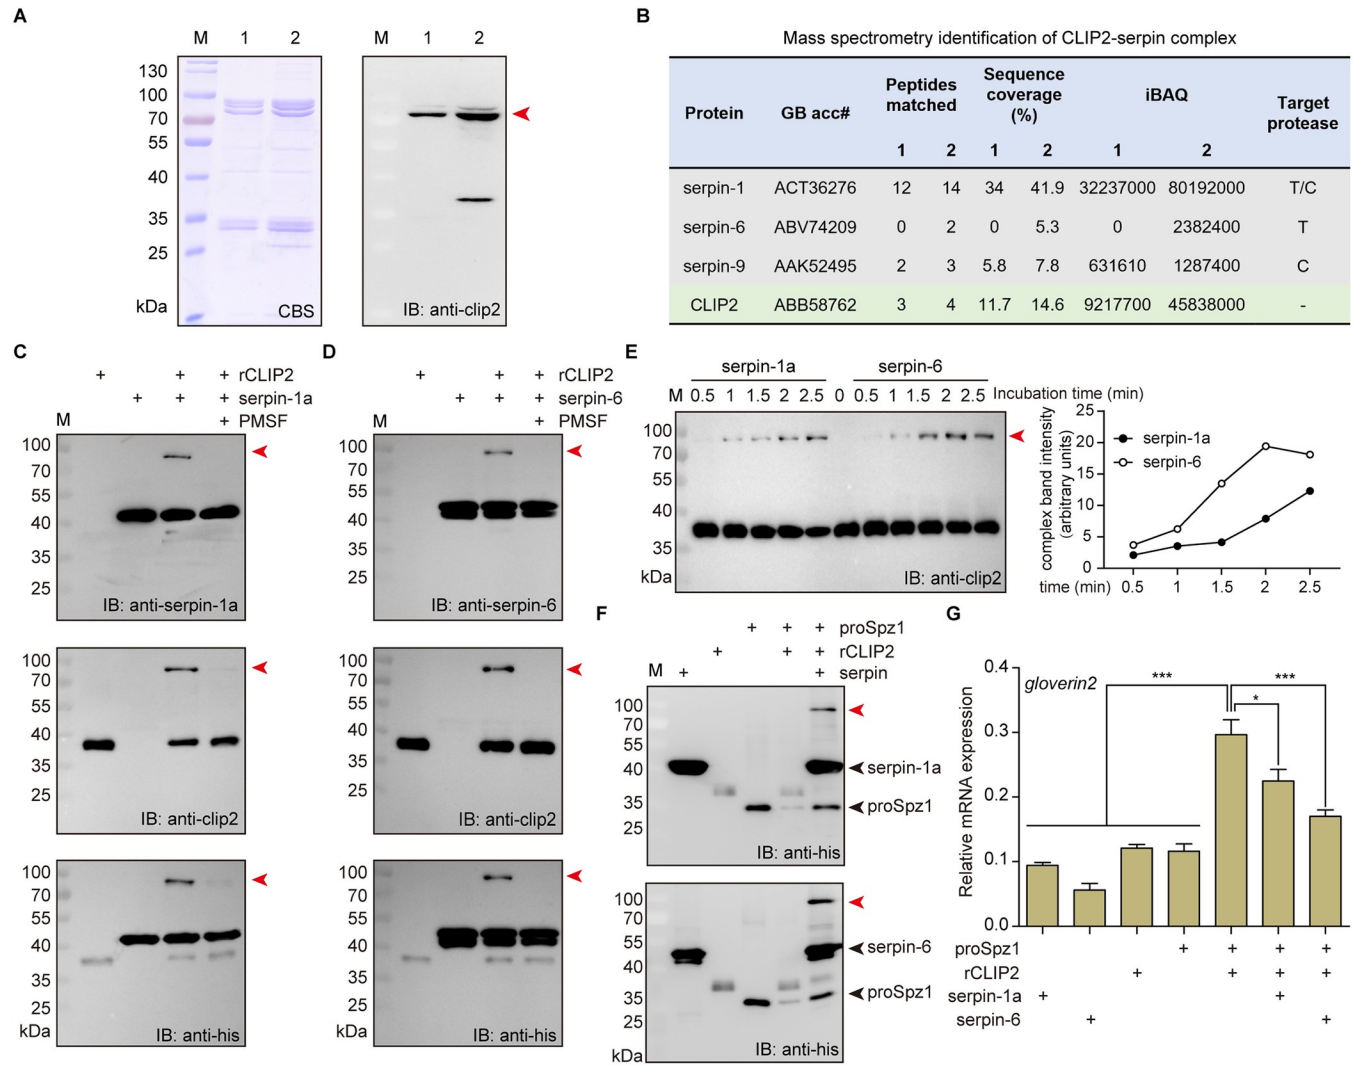 A
M 1 2
M 1 2
130
100
70
55
40
35
25
kDa
CBS
IB: anti-clip2
B
Mass spectrometry identification of CLIP2-serpin complex
Protein GB acc# Peptides matched Sequence coverage (%) iBAQ Target protease
1 2 1 2 1 2
serpin-1 ACT36276 12 14 34 41.9 32237000 80192000 T/C
serpin-6 ABV74209 0 2 0 5.3 0 2382400 T
serpin-9 AAK52495 2 3 5.8 7.8 631610 1287400 C
CLIP2 ABB58762 3 4 11.7 14.6 9217700 45838000 -
C
+ + + rCLIP2
+ + + serpin-1a
M + PMSF
100
70
55
40
35
25
IB: anti-serpin-1a
100
70
55
40
35
25
IB: anti-clip2
100
70
55
40
35
25
kDa
IB: anti-his
D
+ + + rCLIP2
+ + + serpin-6
M + PMSF
100
70
55
40
35
25
IB: anti-serpin-6
100
70
55
40
35
25
IB: anti-clip2
100
70
55
40
35
25
kDa
IB: anti-his
E
serpin-1a serpin-6
M 0.5 1 1.5 2 2.5 0 0.5 1 1.5 2 2.5 Incubation time (min)
100
70
55
40
35
kDa
IB: anti-clip2
complex band intensity
(arbitrary units)
25
20
15
10
5
0
serpin-1a
serpin-6
time (min) 0.5 1 1.5 2 2.5
F
+ + + proSpz1
+ + + rCLIP2
M + + serpin
100
70
55
40
35
25
serpin-1a
proSpz1
IB: anti-his
100
70
55
40
35
25
kDa
serpin-6
proSpz1
IB: anti-his
G
Relative mRNA expression
0.4
0.3
0.2
0.1
0.0
gloverin2
*** ***
*
proSpz1 + + + +
rCLIP2 + + + +
serpin-1a + +
serpin-6 + +